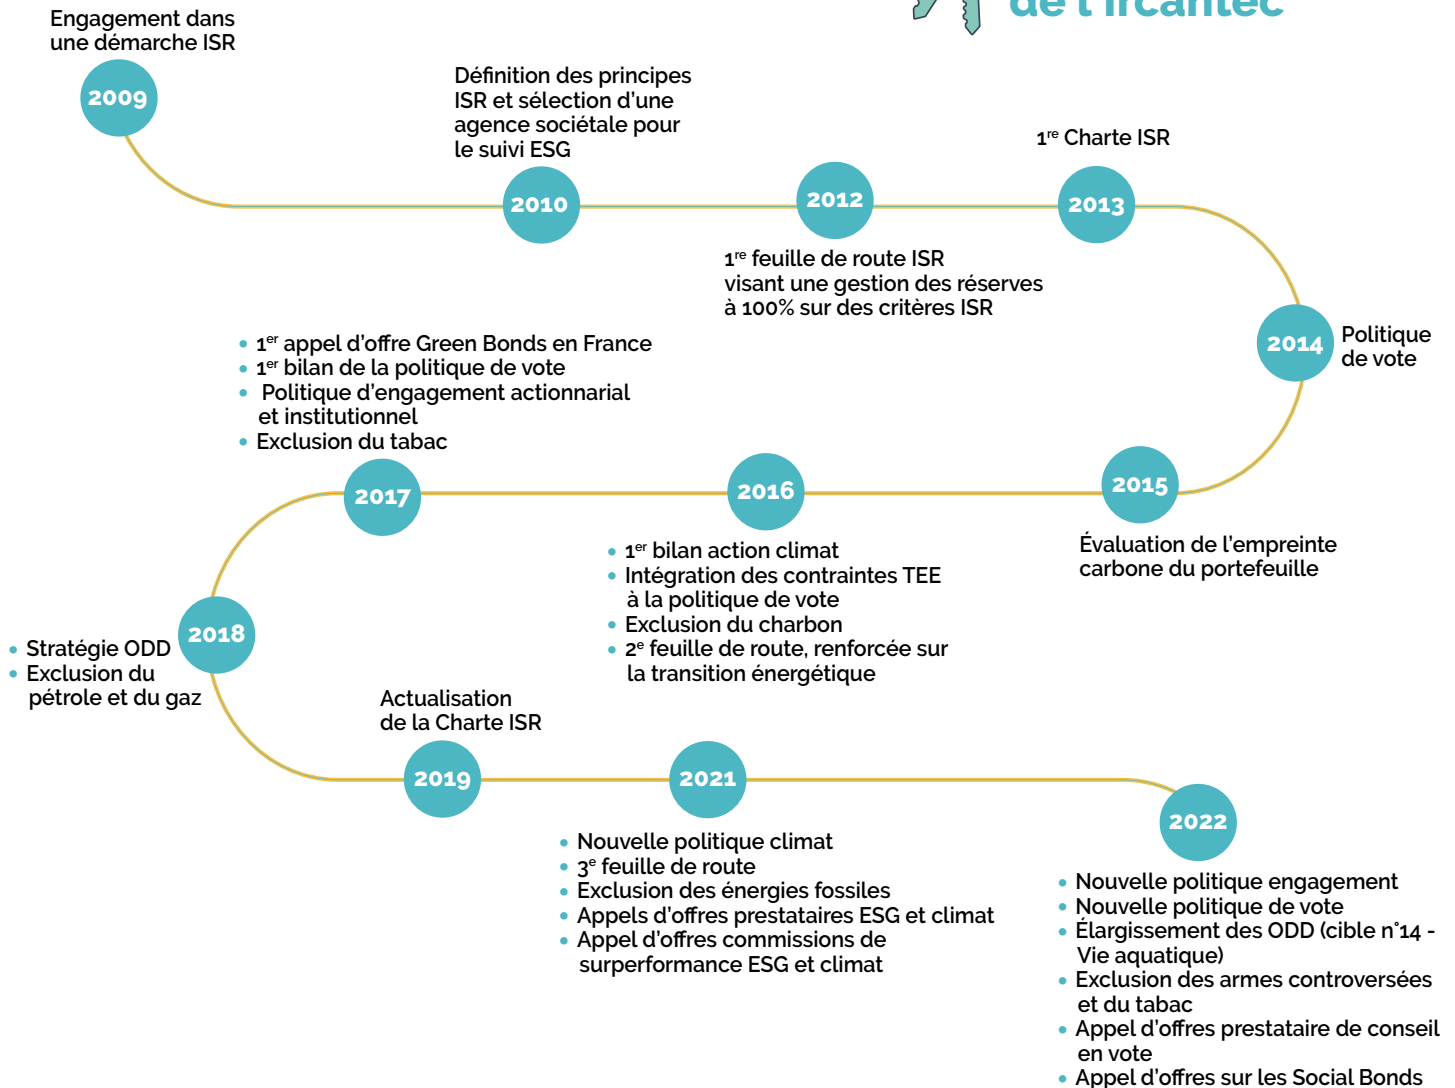 de l'Ircantec
Engagement dans
une démarche ISR
2009
Définition des principes
ISR et sélection d'une
agence sociétale pour
le suivi ESG
2010
2012
1re feuille de route ISR
visant une gestion des réserves
à 100% sur des critères ISR
1re Charte ISR
2013
2014
Politique
de vote
2015
Évaluation de l'empreinte
carbone du portefeuille
2016
• 1er bilan action climat
• Intégration des contraintes TEE
à la politique de vote
• Exclusion du charbon
• 2e feuille de route, renforcée sur
la transition énergétique
• 1er appel d'offre Green Bonds en France
• 1er bilan de la politique de vote
• Politique d'engagement actionnarial
et institutionnel
• Exclusion du tabac
2017
2018
• Stratégie ODD
• Exclusion du
pétrole et du gaz
Actualisation
de la Charte ISR
2019
2021
• Nouvelle politique climat
• 3e feuille de route
• Exclusion des énergies fossiles
• Appels d'offres prestataires ESG et climat
• Appel d'offres commissions de
surperformance ESG et climat
2022
• Nouvelle politique engagement
• Nouvelle politique de vote
• Élargissement des ODD (cible n°14 -
Vie aquatique)
• Exclusion des armes controversées
et du tabac
• Appel d'offres prestataire de conseil
en vote
• Appel d'offres sur les Social Bonds